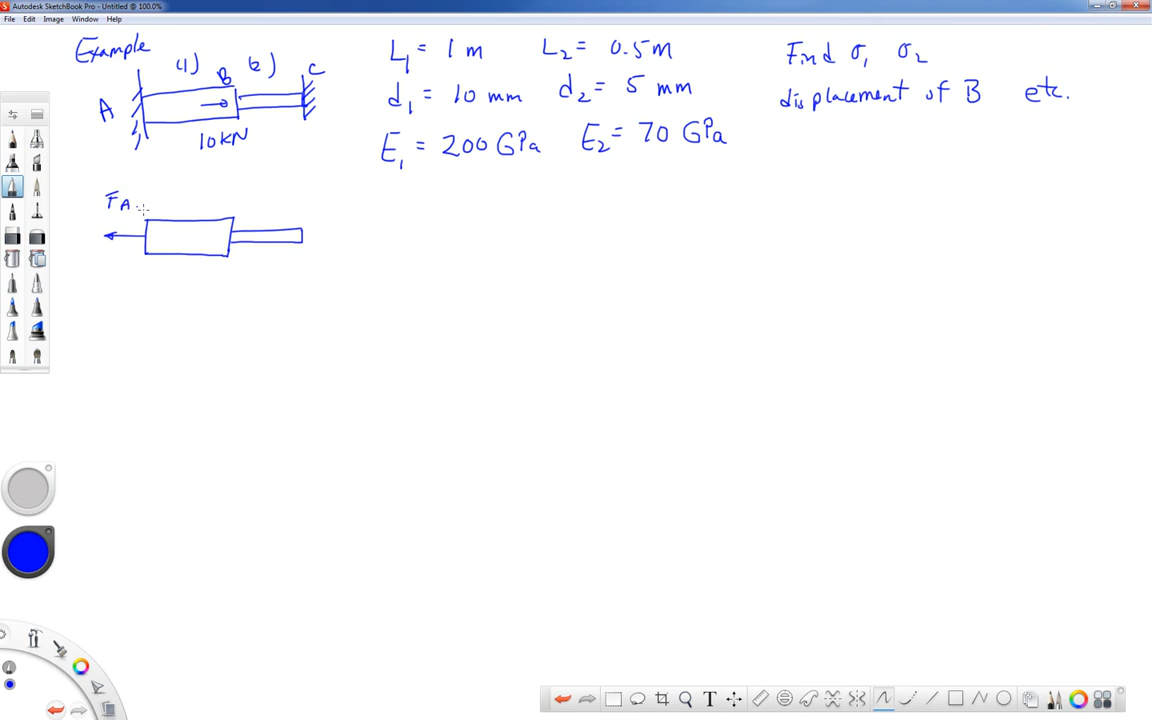 Autodesk SketchBook Pro - Untitled @ 100.0%
File Edit Image Window Help
Example
(1) B (2) C
A
10kN
L1 = 1 m L2 = 0.5m
d1 = 10 mm d2 = 5 mm
E1 = 200 GPa E2 = 70 GPa
Find σ1 σ2
displacement of B etc.
FA
T